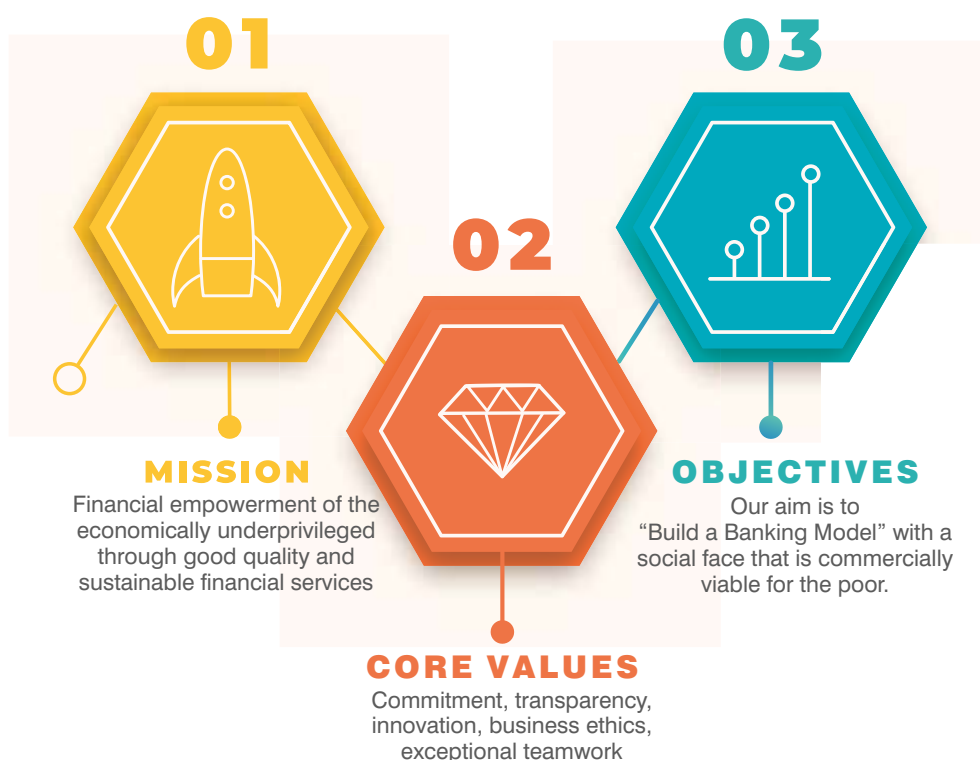 01
MISSION
Financial empowerment of the
economically underprivileged
through good quality and
sustainable financial services
02
CORE VALUES
Commitment, transparency,
innovation, business ethics,
exceptional teamwork
03
OBJECTIVES
Our aim is to
“Build a Banking Model” with a
social face that is commercially
viable for the poor.